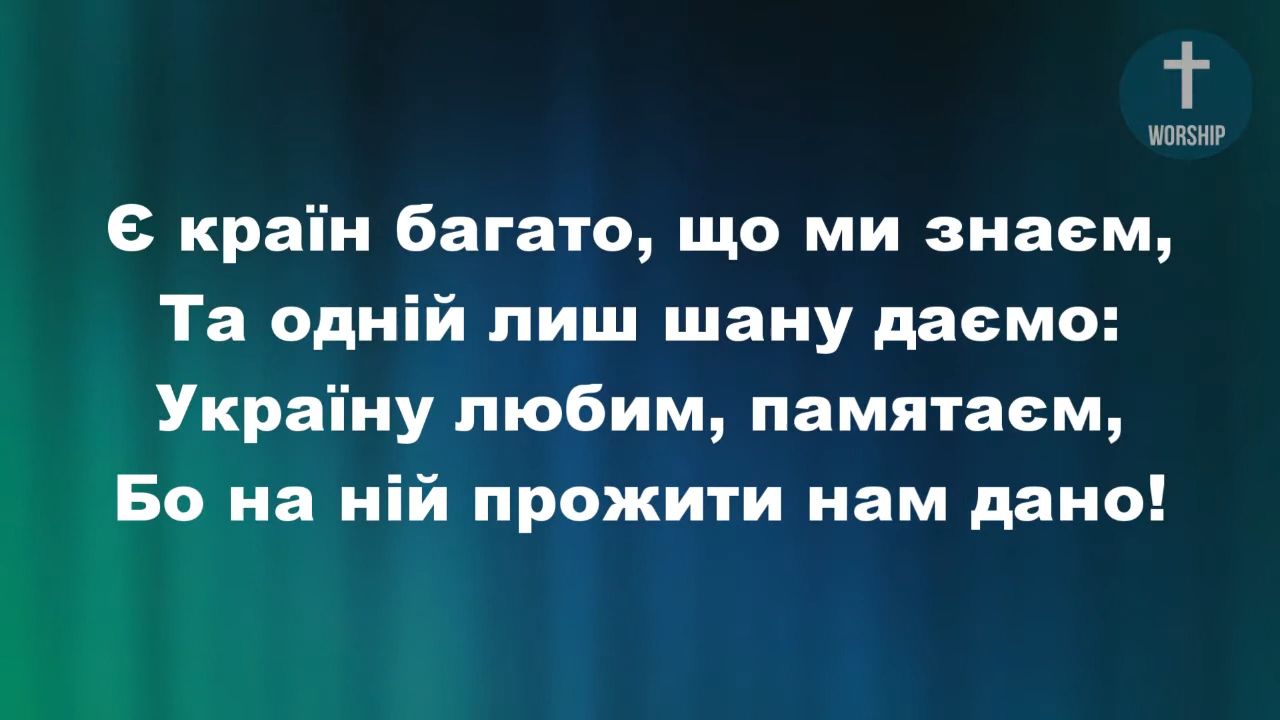 WORSHIP
Є країн багато, що ми знаєм,
Та одній лиш шану даємо:
Україну любим, памятаєм,
Бо на ній прожити нам дано!